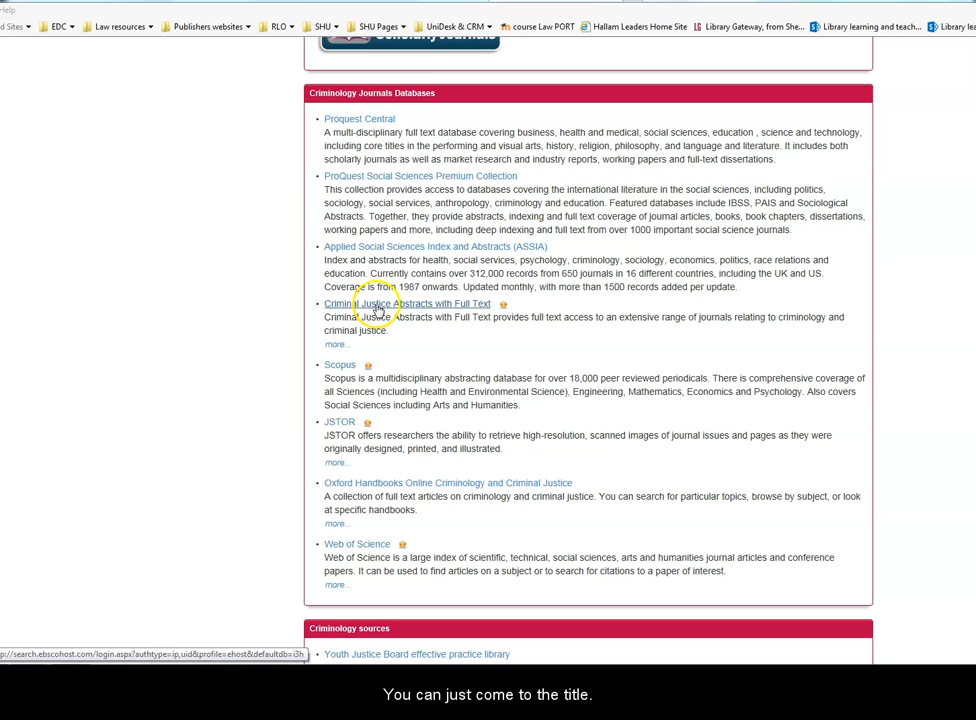 Help
d Sites EDC Law resources Publishers websites RLO SHU SHU Pages UniDesk & CRM course Law PORT Hallam Leaders Home Site Library Gateway, from She... Library learning and teach... Library lea
Scholarly Journals
Criminology Journals Databases
• Proquest Central
A multi-disciplinary full text database covering business, health and medical, social sciences, education , science and technology,
including core titles in the performing and visual arts, history, religion, philosophy, and language and literature. It includes both
scholarly journals as well as market research and industry reports, working papers and full-text dissertations.
• ProQuest Social Sciences Premium Collection
This collection provides access to databases covering the international literature in the social sciences, including politics,
sociology, social services, anthropology, criminology and education. Featured databases include IBSS, PAIS and Sociological
Abstracts. Together, they provide abstracts, indexing and full text coverage of journal articles, books, book chapters, dissertations,
working papers and more, including deep indexing and full text from over 1000 important social science journals.
• Applied Social Sciences Index and Abstracts (ASSIA)
Index and abstracts for health, social services, psychology, criminology, sociology, economics, politics, race relations and
education. Currently contains over 312,000 records from 650 journals in 16 different countries, including the UK and US.
Coverage is from 1987 onwards. Updated monthly, with more than 1500 records added per update.
• Criminal Justice Abstracts with Full Text
Criminal Justice Abstracts with Full Text provides full text access to an extensive range of journals relating to criminology and
criminal justice.
more...
• Scopus
Scopus is a multidisciplinary abstracting database for over 18,000 peer reviewed periodicals. There is comprehensive coverage of
all Sciences (including Health and Environmental Science), Engineering, Mathematics, Economics and Psychology. Also covers
Social Sciences including Arts and Humanities.
• JSTOR
JSTOR offers researchers the ability to retrieve high-resolution, scanned images of journal issues and pages as they were
originally designed, printed, and illustrated.
more...
• Oxford Handbooks Online Criminology and Criminal Justice
A collection of full text articles on criminology and criminal justice. You can search for particular topics, browse by subject, or look
at specific handbooks.
more...
• Web of Science
Web of Science is a large index of scientific, technical, social sciences, arts and humanities journal articles and conference
papers. It can be used to find articles on a subject or to search for citations to a paper of interest.
more...
Criminology sources
Youth Justice Board effective practice library
p://search.ebscohost.com/login.aspx?authtype=ip,uid&profile=ehost&defaultdb=i3h
You can just come to the title.